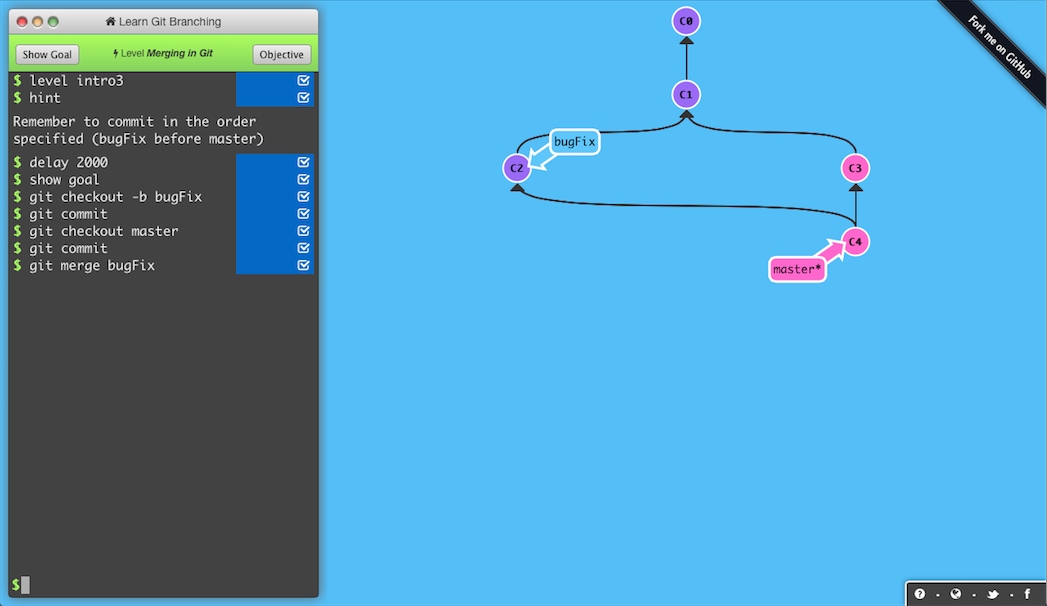 Learn Git Branching
Show Goal
Level Merging in Git
Objective
$ level intro3
$ hint
Remember to commit in the order
specified (bugFix before master)
$ delay 2000
$ show goal
$ git checkout -b bugFix
$ git commit
$ git checkout master
$ git commit
$ git merge bugFix
$
C0
C1
bugFix
C2
C3
C4
master*
Fork me on GitHub